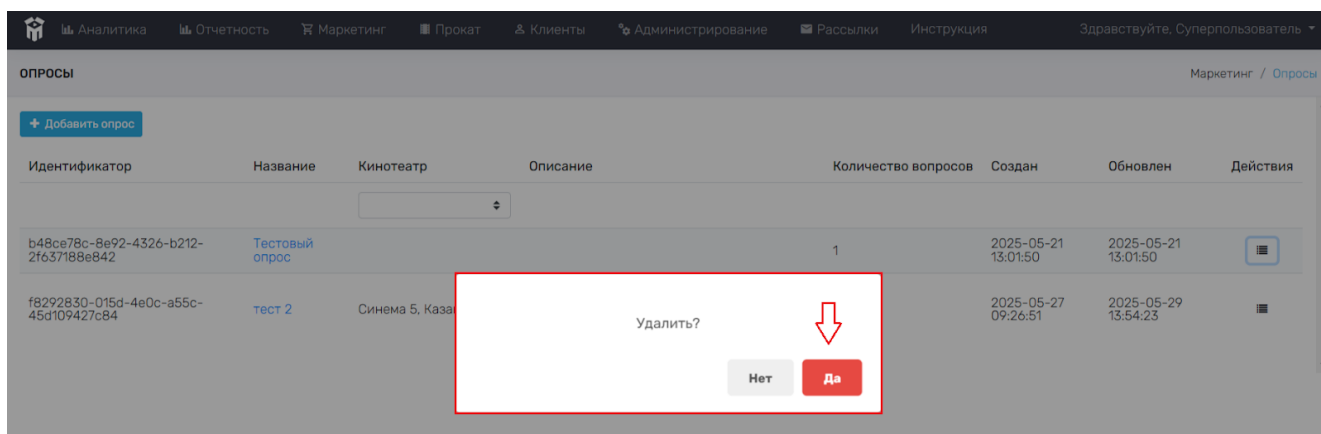 Аналитика Отчетность Маркетинг Прокат Клиенты Администрирование Рассылки Инструкция Здравствуйте, Суперпользователь
ОПРОСЫ Маркетинг / Опросы
+ Добавить опрос
Идентификатор Название Кинотеатр Описание Количество вопросов Создан Обновлен Действия
b48ce78c-8e92-4326-b212- Тестовый 1 2025-05-21 2025-05-21
2f637188e842 опрос 13:01:50 13:01:50
f8292830-015d-4e0c-a55c- тест 2 Синема 5, 2025-05-27 2025-05-29
45d109427c84 09:26:51 13:54:23
Удалить?
Нет Да